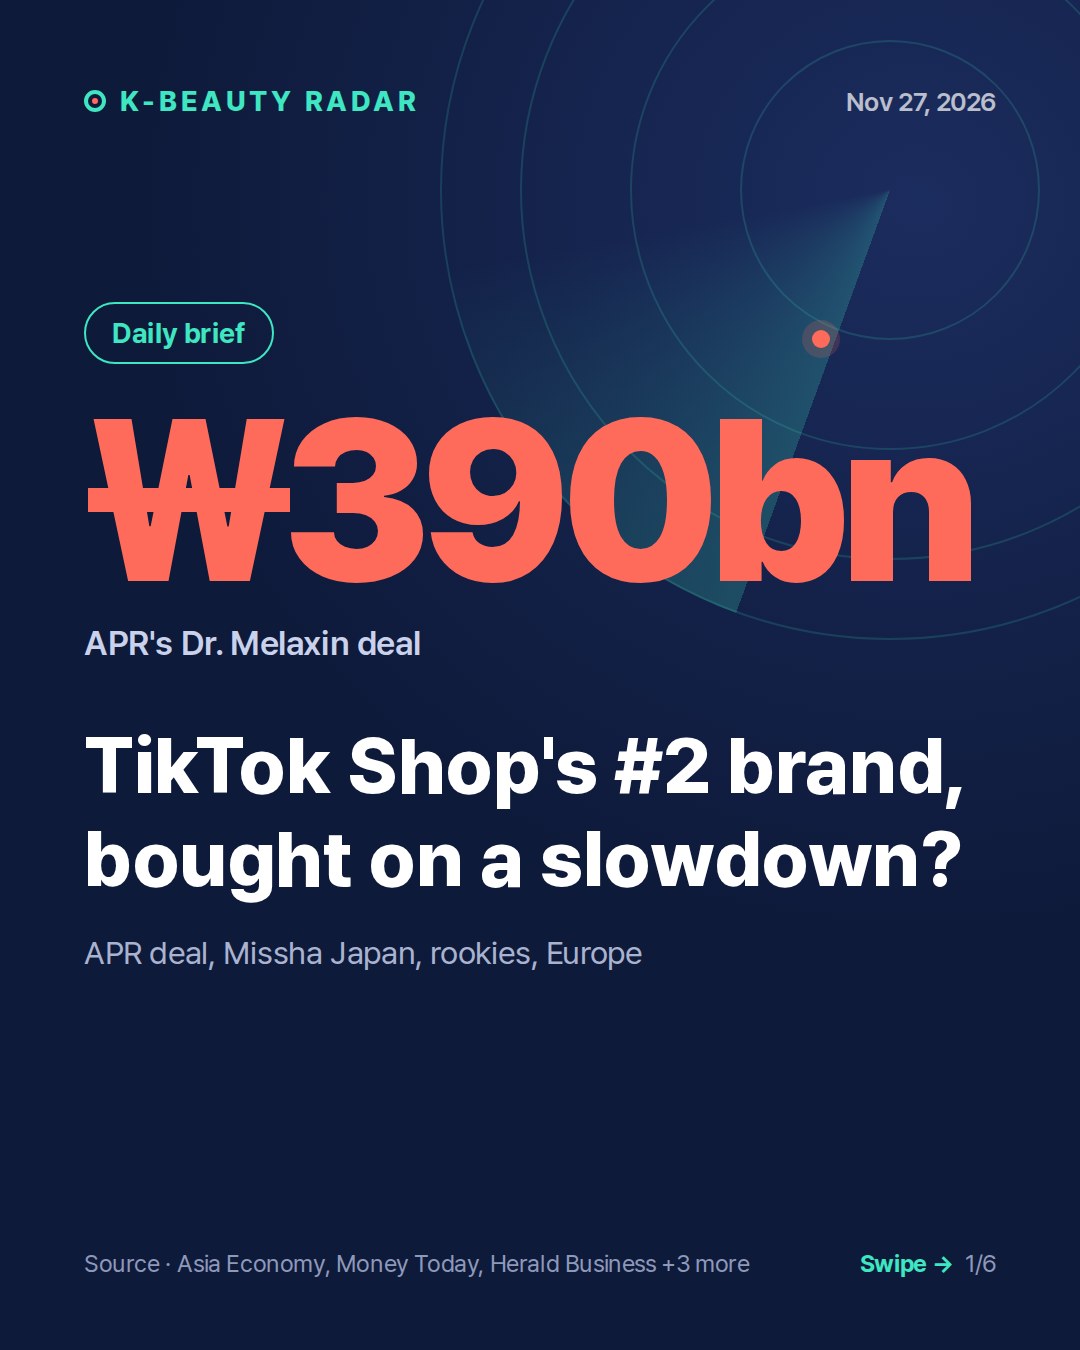 K-BEAUTY RADAR
Nov 27, 2026
Daily brief
₩390bn
APR's Dr. Melaxin deal
TikTok Shop's #2 brand,
bought on a slowdown?
APR deal, Missha Japan, rookies, Europe
Source · Asia Economy, Money Today, Herald Business +3 more
Swipe → 1/6